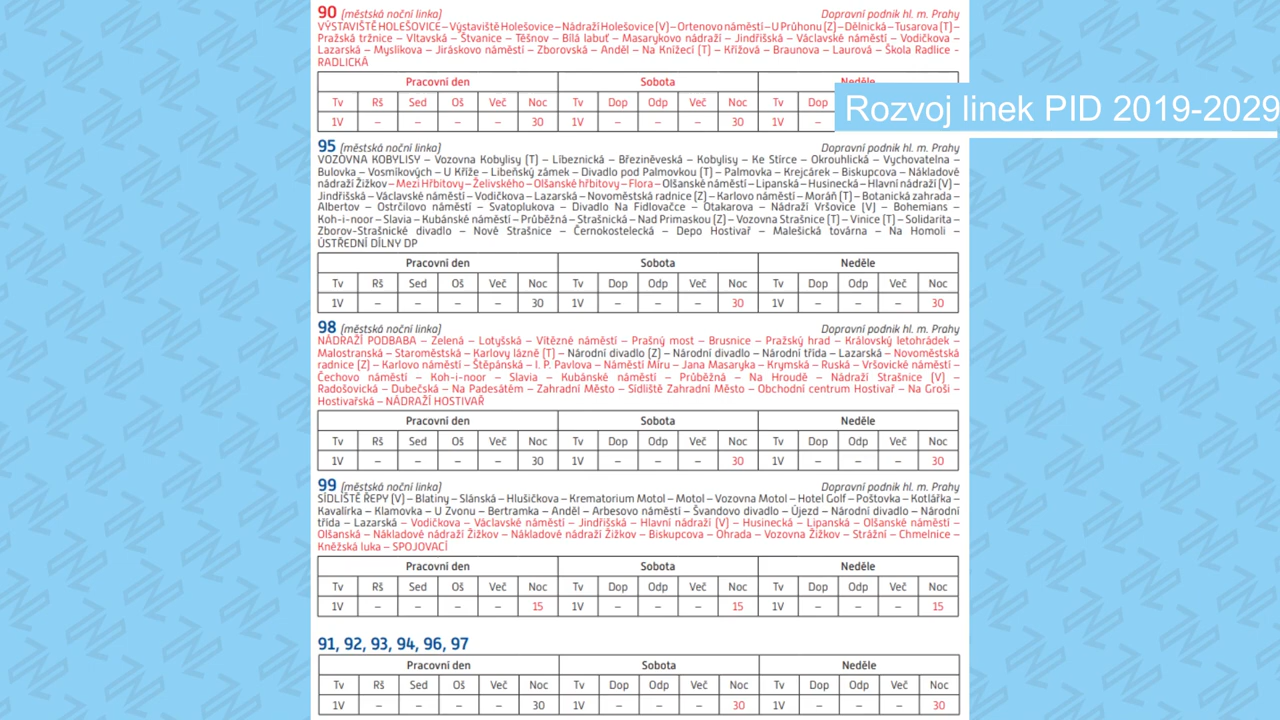 90 (městská noční linka) Dopravní podnik hl. m. Prahy
VÝSTAVIŠTĚ HOLEŠOVICE – Výstaviště Holešovice – Nádraží Holešovice (V) – Ortenovo náměstí – U Průhonu (Z) – Dělnická – Tusarova (T) –
Pražská tržnice – Vltavská – Štvanice – Těšnov – Bílá labuť – Masarykovo nádraží – Jindřišská – Václavské náměstí – Vodičkova –
Lazarská – Myslíkova – Jiráskovo náměstí – Zborovská – Anděl – Na Knížecí (T) – Křížová – Braunova – Laurová – Škola Radlice -
RADLICKÁ
Pracovní den Sobota Neděle
Tv Rš Sed Oš Več Noc Tv Dop Odp Več Noc Tv Dop
1V – – – – 30 1V – – – 30 1V –
Rozvoj linek PID 2019-2029
95 (městská noční linka) Dopravní podnik hl. m. Prahy
VOZOVNA KOBYLISY – Vozovna Kobylisy (T) – Líbeznická – Březiněveská – Kobylisy – Ke Stírce – Okrouhlická – Vychovatelna –
Bulovka – Vosmíkových – U Kříže – Libeňský zámek – Divadlo pod Palmovkou (T) – Palmovka – Krejcárek – Biskupcova – Nákladové
nádraží Žižkov – Mezi Hřbitovy – Želivského – Olšanské hřbitovy – Flora – Olšanské náměstí – Lipanská – Husinecká – Hlavní nádraží (V) –
Jindřišská – Václavské náměstí – Vodičkova – Lazarská – Novoměstská radnice (Z) – Karlovo náměstí – Moráň (T) – Botanická zahrada –
Albertov – Ostrčilovo náměstí – Svatoplukova – Divadlo Na Fidlovačce – Otakarova – Nádraží Vršovice (V) – Bohemians –
Koh-i-noor – Slavia – Kubánské náměstí – Průběžná – Strašnická – Nad Primaskou (Z) – Vozovna Strašnice (T) – Vinice (T) – Solidarita –
Zborov-Strašnické divadlo – Nové Strašnice – Černokostelecká – Depo Hostivař – Malešická továrna – Na Homoli –
ÚSTŘEDNÍ DÍLNY DP
Pracovní den Sobota Neděle
Tv Rš Sed Oš Več Noc Tv Dop Odp Več Noc Tv Dop Odp Več Noc
1V – – – – 30 1V – – – 30 1V – – – 30
98 (městská noční linka) Dopravní podnik hl. m. Prahy
NÁDRAŽÍ PODBABA – Zelená – Lotyšská – Vítězné náměstí – Prašný most – Brusnice – Pražský hrad – Královský letohrádek –
Malostranská – Staroměstská – Karlovy lázně (T) – Národní divadlo (Z) – Národní divadlo – Národní třída – Lazarská – Novoměstská
radnice (Z) – Karlovo náměstí – Štěpánská – I. P. Pavlova – Náměstí Míru – Jana Masaryka – Krymská – Ruská – Vršovické náměstí –
Čechovo náměstí – Koh-i-noor – Slavia – Kubánské náměstí – Průběžná – Na Hroudě – Nádraží Strašnice (V) –
Radošovická – Dubečská – Na Padesátém – Zahradní Město – Sídliště Zahradní Město – Obchodní centrum Hostivař – Na Groši –
Hostivařská – NÁDRAŽÍ HOSTIVAŘ
Pracovní den Sobota Neděle
Tv Rš Sed Oš Več Noc Tv Dop Odp Več Noc Tv Dop Odp Več Noc
1V – – – – 30 1V – – – 30 1V – – – 30
99 (městská noční linka) Dopravní podnik hl. m. Prahy
SÍDLIŠTĚ ŘEPY (V) – Blatiny – Slánská – Hlušičkova – Krematorium Motol – Motol – Vozovna Motol – Hotel Golf – Poštovka – Kotlářka –
Kavalírka – Klamovka – U Zvonu – Bertramka – Anděl – Arbesovo náměstí – Švandovo divadlo – Újezd – Národní divadlo – Národní
třída – Lazarská – Vodičkova – Václavské náměstí – Jindřišská – Hlavní nádraží (V) – Husinecká – Lipanská – Olšanské náměstí –
Olšanská – Nákladové nádraží Žižkov – Nákladové nádraží Žižkov – Biskupcova – Ohrada – Vozovna Žižkov – Strážní – Chmelnice –
Kněžská luka – SPOJOVACÍ
Pracovní den Sobota Neděle
Tv Rš Sed Oš Več Noc Tv Dop Odp Več Noc Tv Dop Odp Več Noc
1V – – – – 15 1V – – – 15 1V – – – 15
91, 92, 93, 94, 96, 97
Pracovní den Sobota Neděle
Tv Rš Sed Oš Več Noc Tv Dop Odp Več Noc Tv Dop Odp Več Noc
1V – – – – 30 1V – – – 30 1V – – – 30